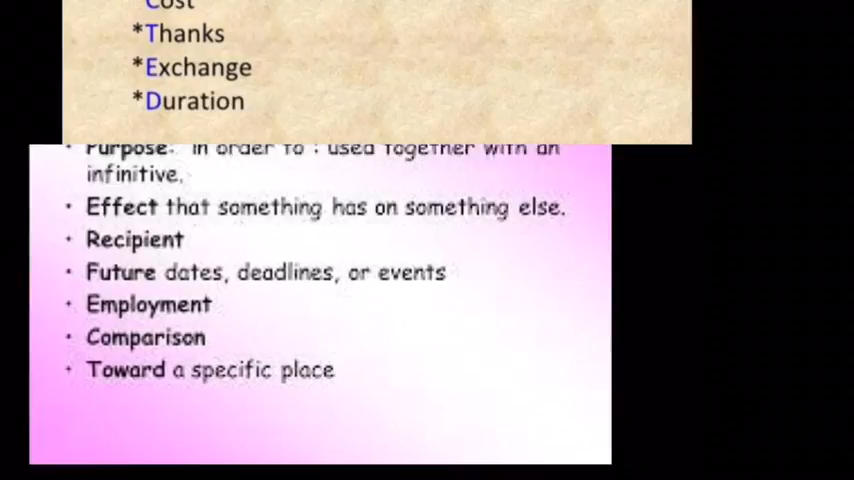 Cost
*Thanks
*Exchange
*Duration
• Purpose: in order to : used together with an
infinitive.
• Effect that something has on something else.
• Recipient
• Future dates, deadlines, or events
• Employment
• Comparison
• Toward a specific place